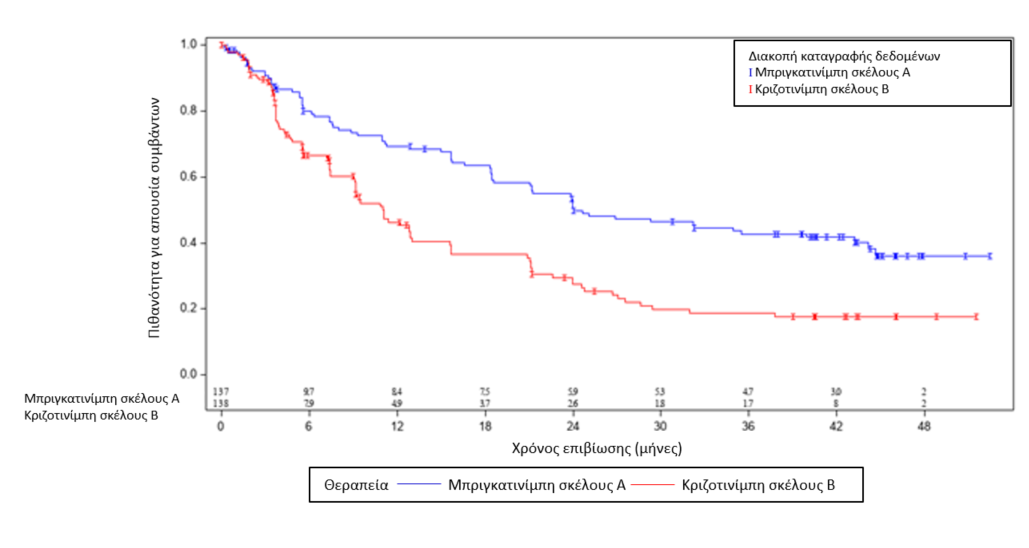 Διακοπή καταγραφής δεδομένων
Μπριγκατινίμπη σκέλους Α
Κριζοτινίμπη σκέλους Β
Πιθανότητα για απουσία συμβάντων
1.0
0.8
0.6
0.4
0.2
0.0
Μπριγκατινίμπη σκέλους Α 137 97 84 75 59 53 47 30 2
Κριζοτινίμπη σκέλους Β 138 79 49 37 26 18 17 8 2
0 6 12 18 24 30 36 42 48
Χρόνος επιβίωσης (μήνες)
Θεραπεία Μπριγκατινίμπη σκέλους Α Κριζοτινίμπη σκέλους Β